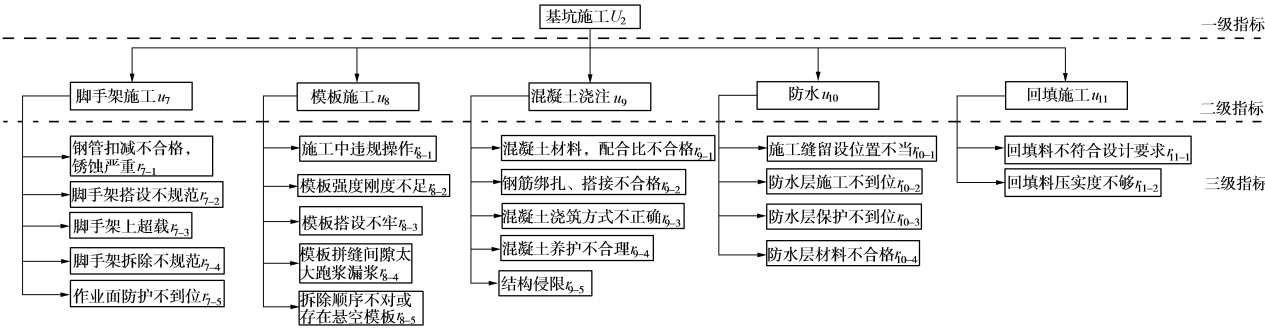 基坑施工U2
一级指标
脚手架施工u7
模板施工u8
混凝土浇注u9
防水u10
回填施工u11
二级指标
钢管扣减不合格，
锈蚀严重r7-1
脚手架搭设不规范r7-2
脚手架上超载r7-3
脚手架拆除不规范r7-4
作业面防护不到位r7-5
施工中违规操作r8-1
模板强度刚度不足r8-2
模板搭设不牢r8-3
模板拼缝间隙太
大跑浆漏浆r8-4
拆除顺序不对或
存在悬空模板r8-5
混凝土材料，配合比不合格r9-1
钢筋绑扎、搭接不合格r9-2
混凝土浇筑方式不正确r9-3
混凝土养护不合理r9-4
结构侵限r9-5
施工缝留设位置不当r10-1
防水层施工不到位r10-2
防水层保护不到位r10-3
防水层材料不合格r10-4
回填料不符合设计要求r11-1
回填料压实度不够r11-2
三级指标